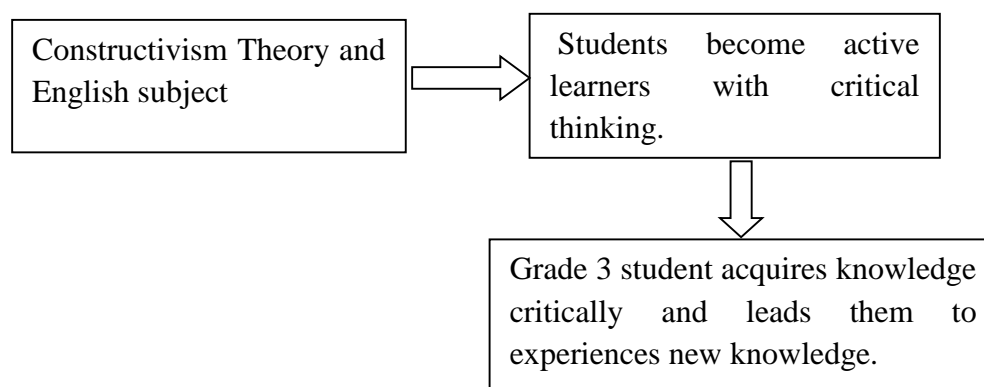 Constructivism Theory and
English subject
Students become active
learners with critical
thinking.
Grade 3 student acquires knowledge
critically and leads them to
experiences new knowledge.